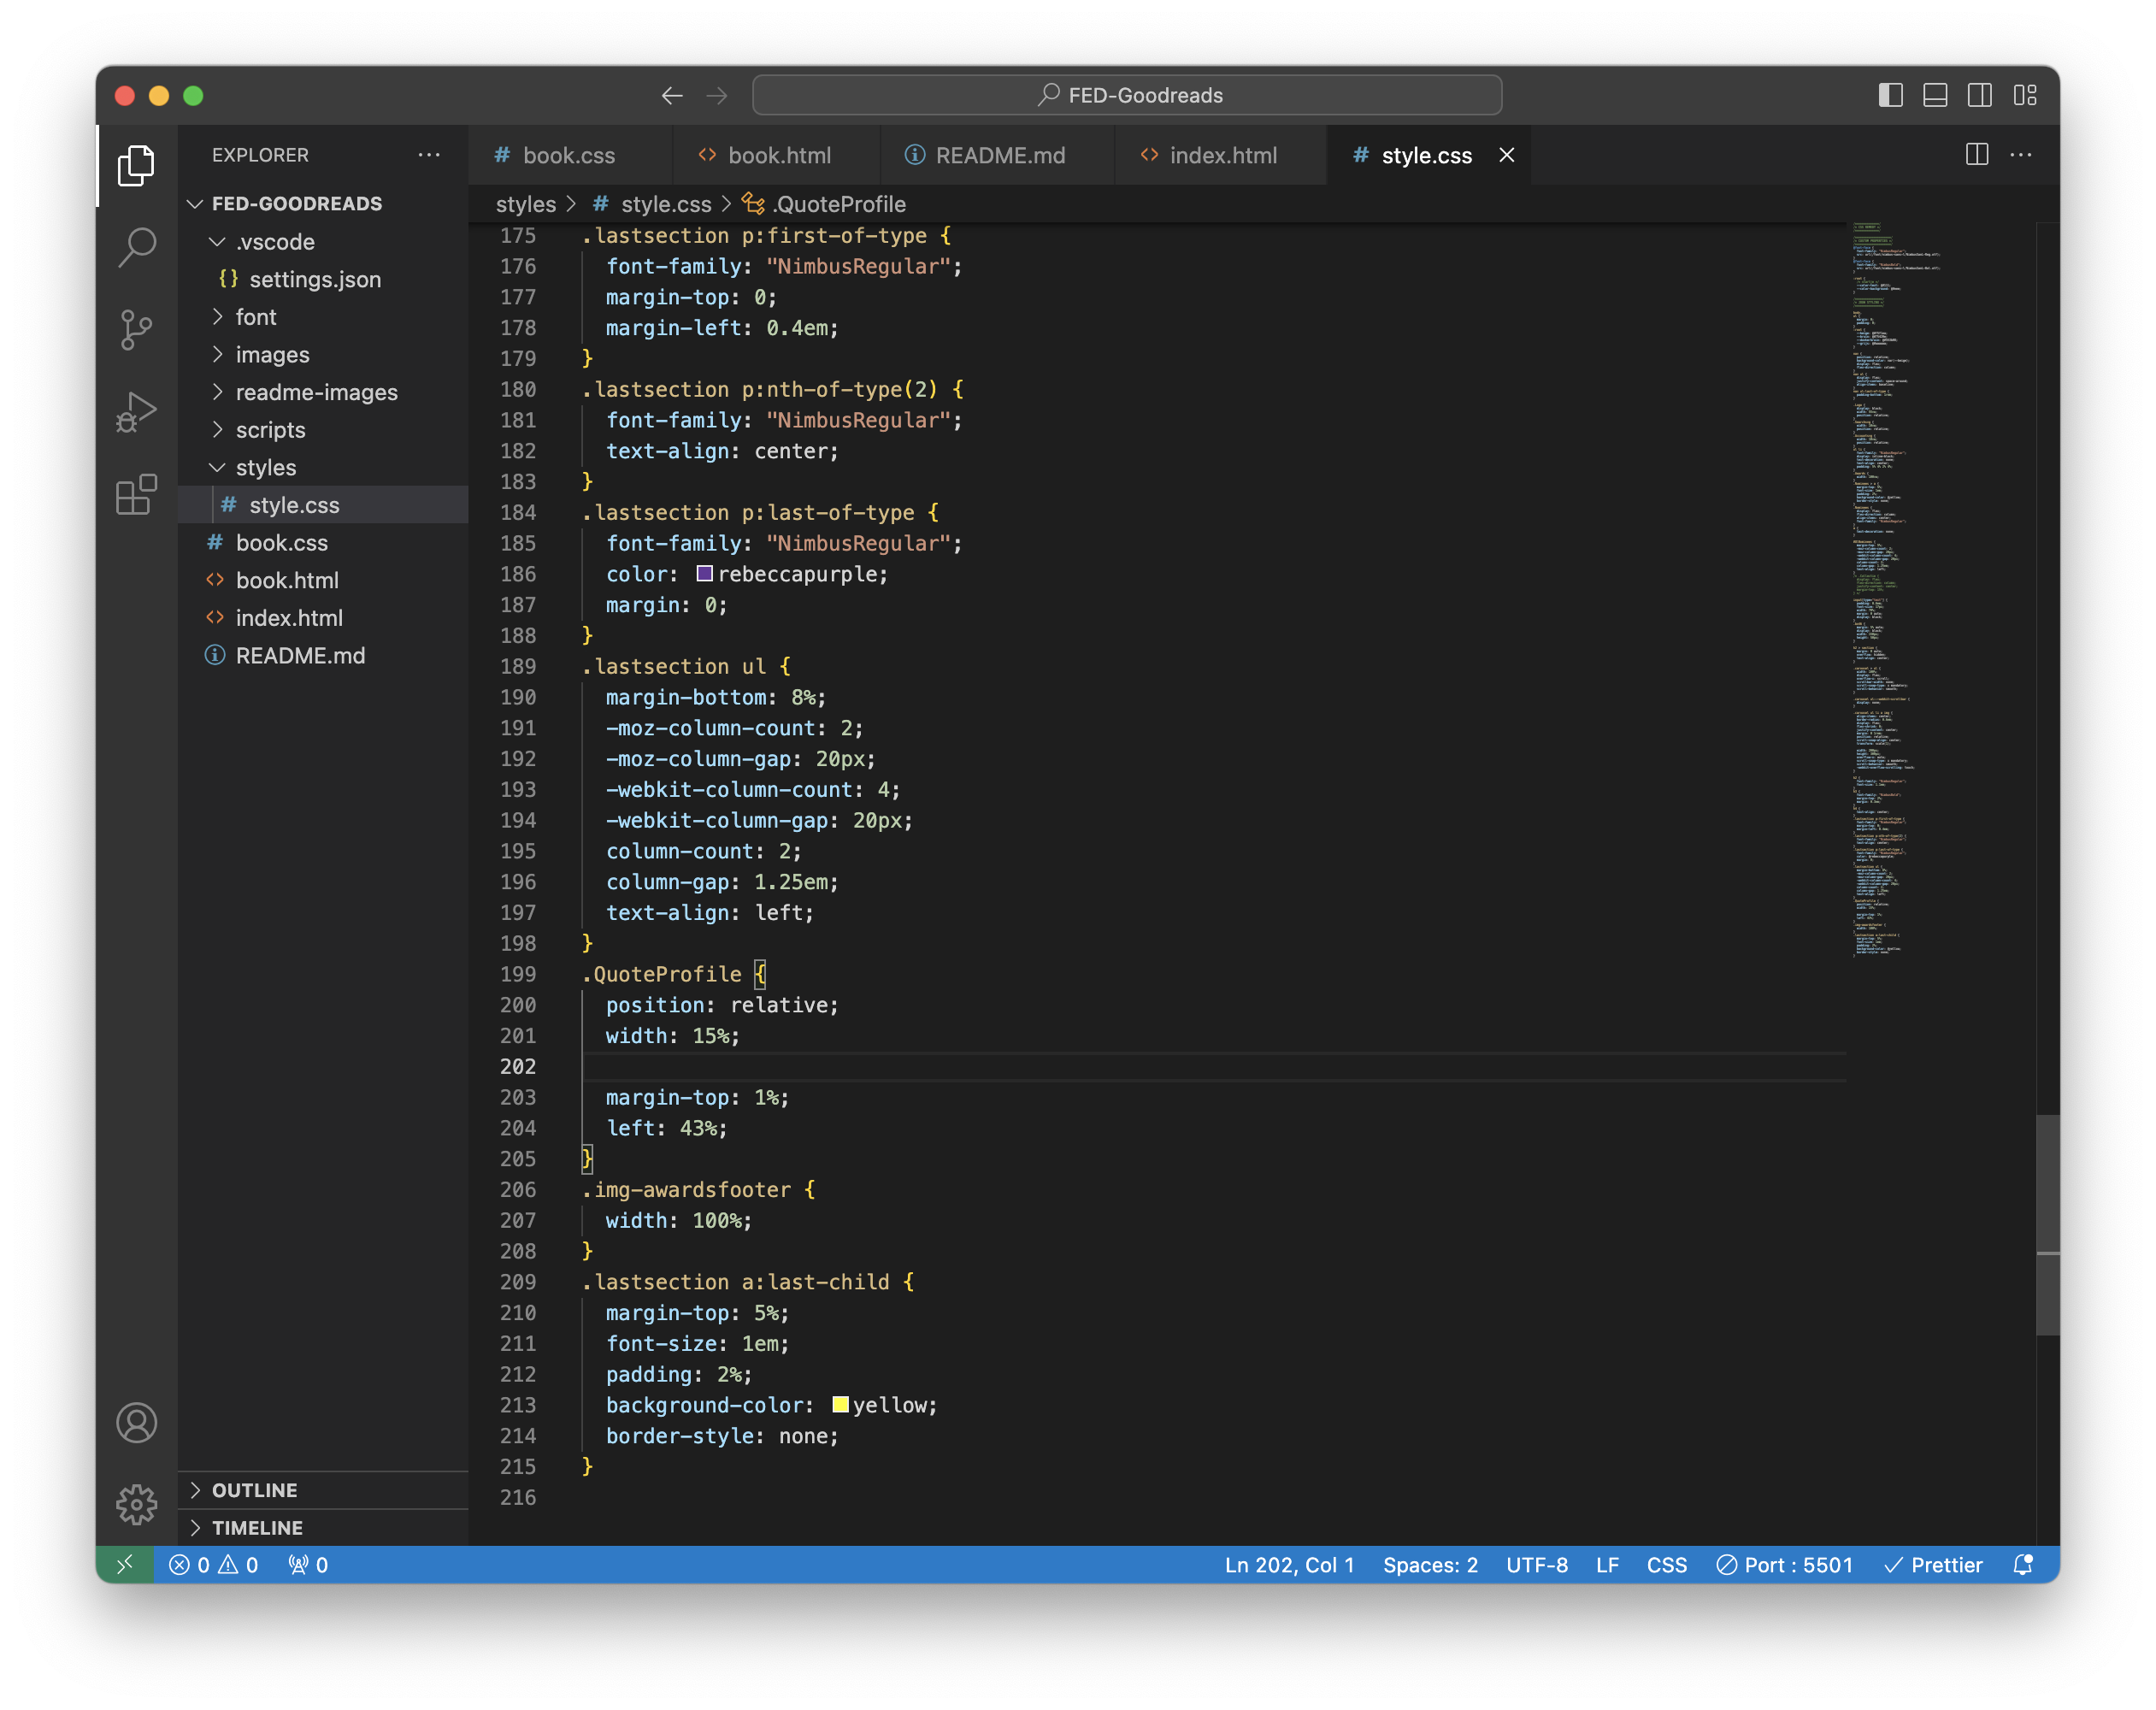 FED-Goodreads
EXPLORER
FED-GOODREADS
.vscode
{} settings.json
font
images
readme-images
scripts
styles
# style.css
# book.css
<> book.html
<> index.html
README.md
OUTLINE
TIMELINE
# book.css
<> book.html
README.md
<> index.html
# style.css
styles > # style.css > .QuoteProfile
175 .lastsection p:first-of-type {
176 font-family: "NimbusRegular";
177 margin-top: 0;
178 margin-left: 0.4em;
179 }
180 .lastsection p:nth-of-type(2) {
181 font-family: "NimbusRegular";
182 text-align: center;
183 }
184 .lastsection p:last-of-type {
185 font-family: "NimbusRegular";
186 color: rebeccapurple;
187 margin: 0;
188 }
189 .lastsection ul {
190 margin-bottom: 8%;
191 -moz-column-count: 2;
192 -moz-column-gap: 20px;
193 -webkit-column-count: 4;
194 -webkit-column-gap: 20px;
195 column-count: 2;
196 column-gap: 1.25em;
197 text-align: left;
198 }
199 .QuoteProfile {
200 position: relative;
201 width: 15%;
202
203 margin-top: 1%;
204 left: 43%;
205 }
206 .img-awardsfooter {
207 width: 100%;
208 }
209 .lastsection a:last-child {
210 margin-top: 5%;
211 font-size: 1em;
212 padding: 2%;
213 background-color: yellow;
214 border-style: none;
215 }
216
0 0 0 Ln 202, Col 1 Spaces: 2 UTF-8 LF CSS Port : 5501 Prettier